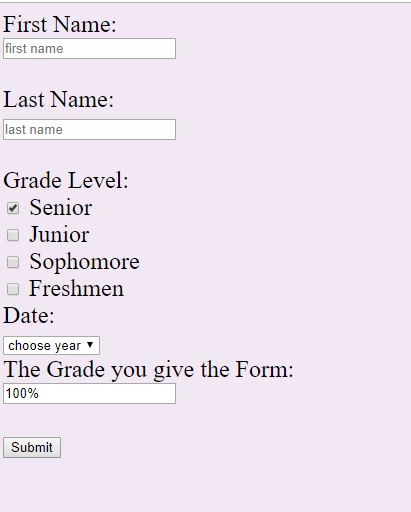 First Name:
first name
Last Name:
last name
Grade Level:
Senior
Junior
Sophomore
Freshmen
Date:
choose year
The Grade you give the Form:
100%
Submit